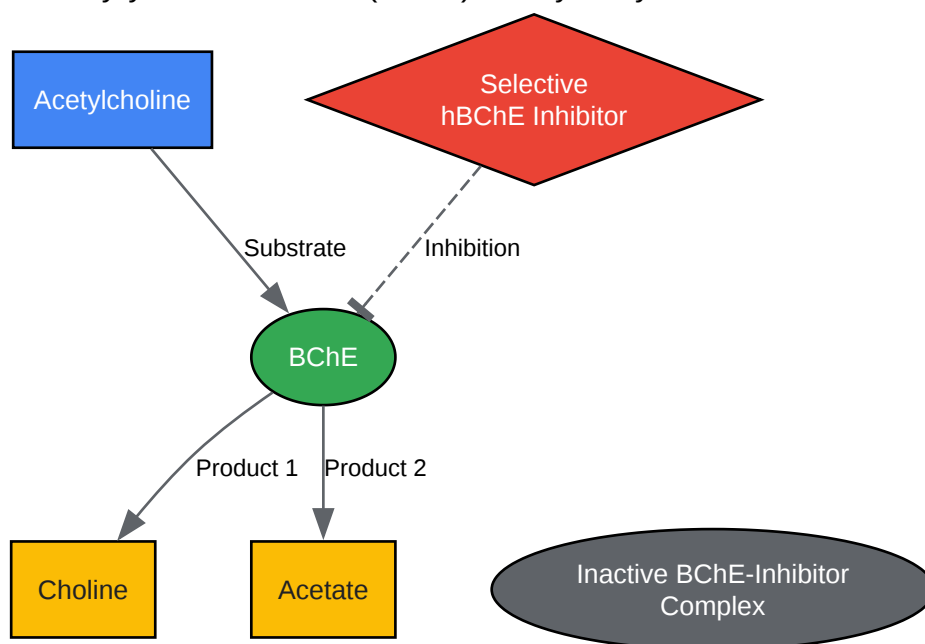 Acetylcholine
Selective
hBChE Inhibitor
Substrate
Inhibition
BChE
Product 1
Product 2
Choline
Acetate
Inactive BChE-Inhibitor
Complex